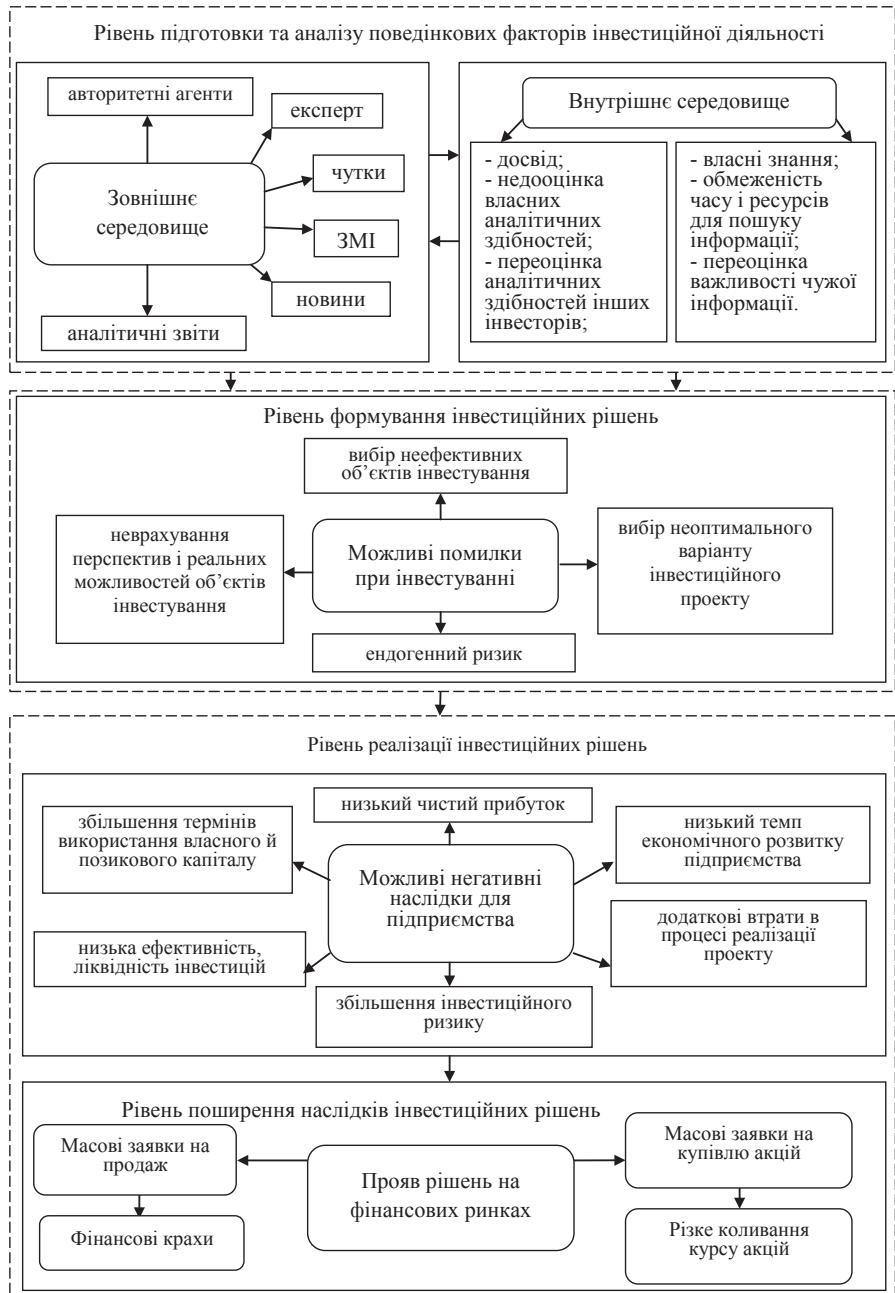 Рівень підготовки та аналізу поведінкових факторів інвестиційної діяльності
авторитетні агенти
експерт
чутки
Зовнішнє
середовище
ЗМІ
новини
аналітичні звіти
Внутрішнє середовище
- досвід;
- недооцінка
власних
аналітичних
здібностей;
- переоцінка
аналітичних
здібностей інших
інвесторів;
- власні знання;
- обмеженість
часу і ресурсів
для пошуку
інформації;
- переоцінка
важливості чужої
інформації.
Рівень формування інвестиційних рішень
вибір неефективних
об’єктів інвестування
неврахування
перспектив і реальних
можливостей об’єктів
інвестування
Можливі помилки
при інвестуванні
вибір неоптимального
варіанту
інвестиційного
проекту
ендогенний ризик
Рівень реалізації інвестиційних рішень
низький чистий прибуток
збільшення термінів
використання власного й
позикового капіталу
низький темп
економічного розвитку
підприємства
Можливі негативні
наслідки для
підприємства
низька ефективність,
ліквідність інвестицій
додаткові втрати в
процесі реалізації
проекту
збільшення інвестиційного
ризику
Рівень поширення наслідків інвестиційних рішень
Масові заявки на
продаж
Прояв рішень на
фінансових ринках
Масові заявки на
купівлю акцій
Фінансові крахи
Різке коливання
курсу акцій